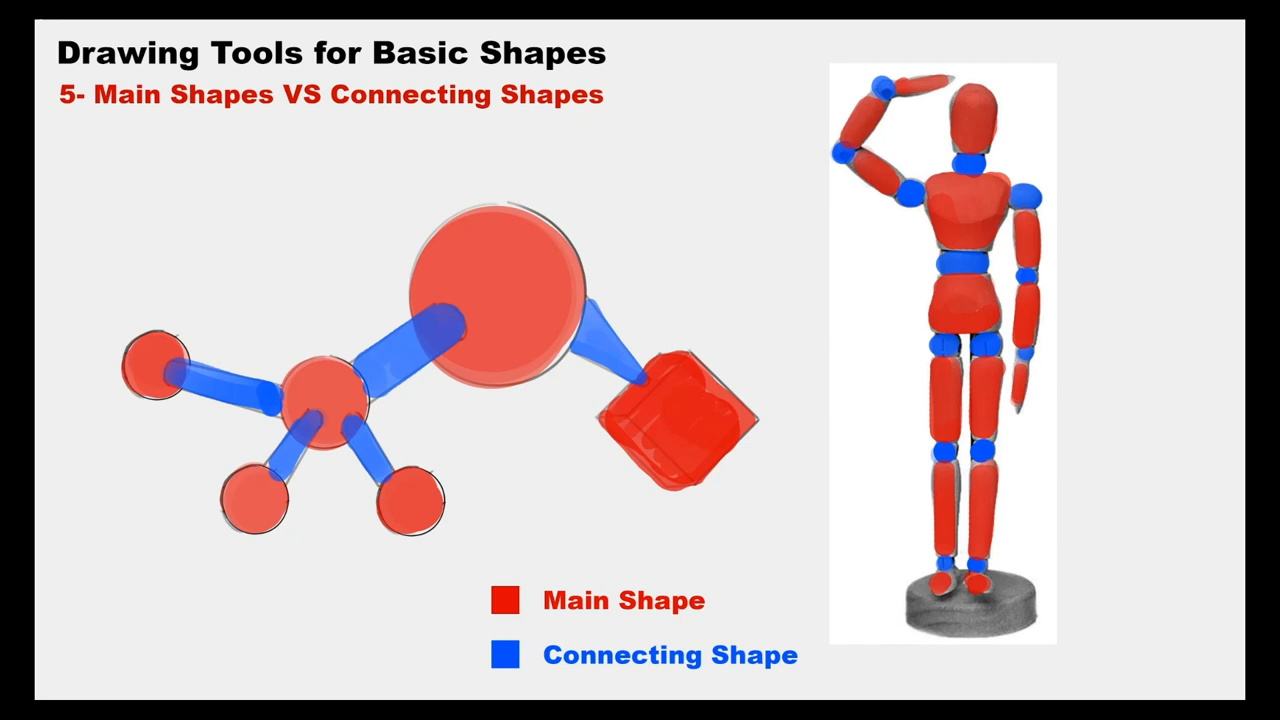 Drawing Tools for Basic Shapes
5- Main Shapes VS Connecting Shapes
Main Shape
Connecting Shape